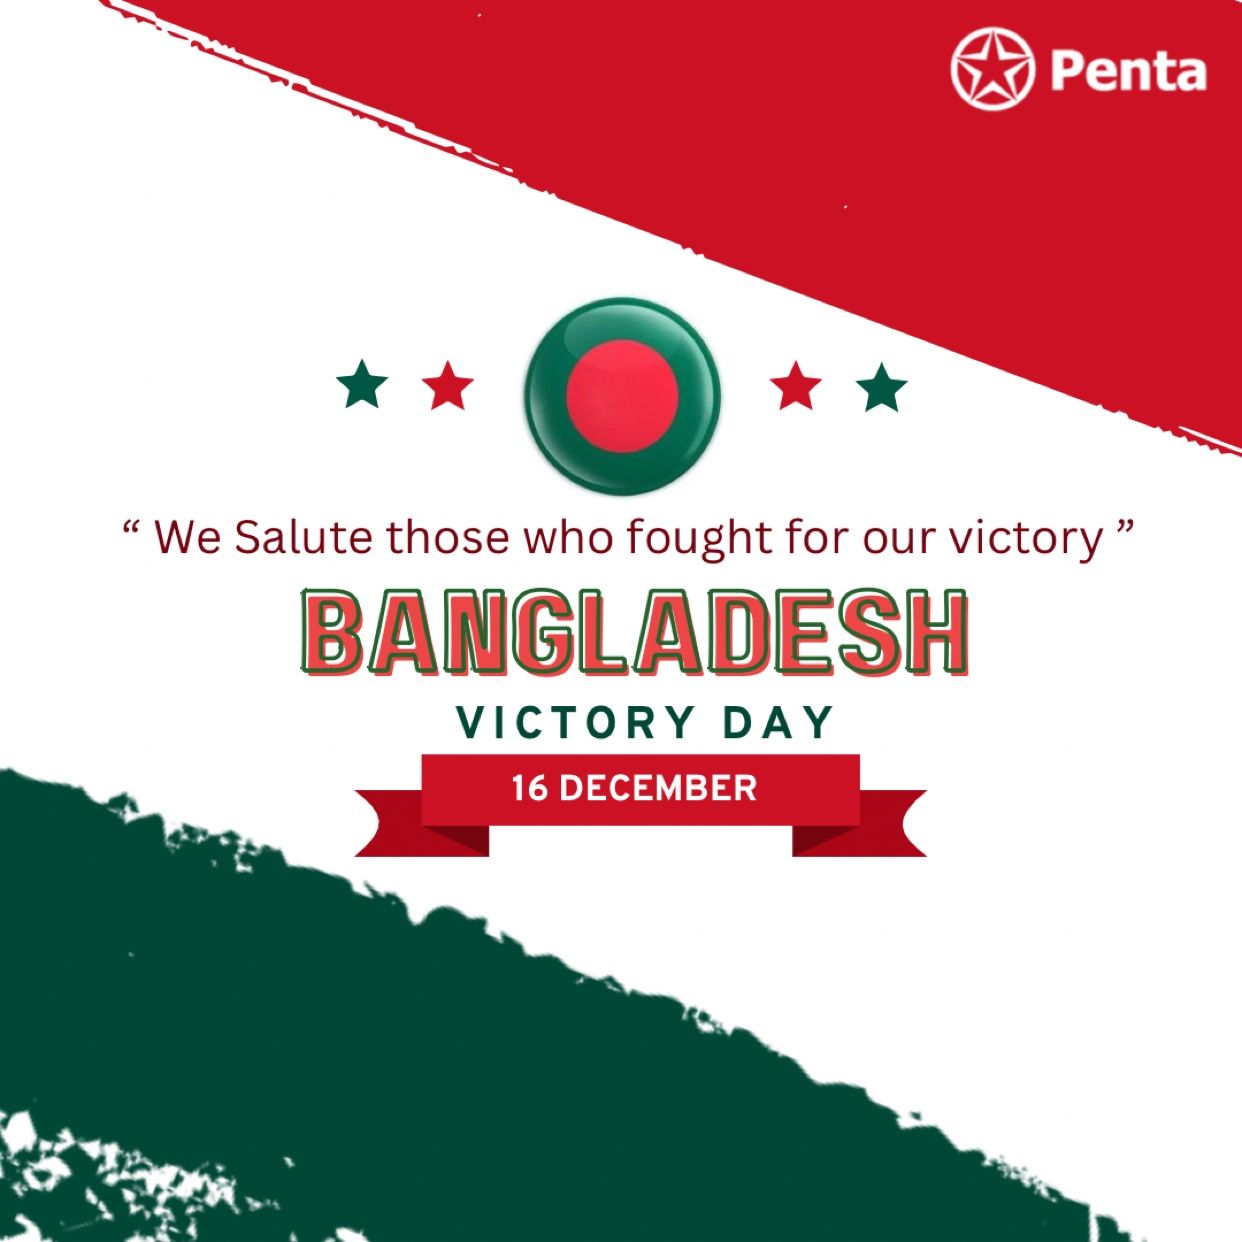 Penta
“ We Salute those who fought for our victory ”
BANGLADESH
VICTORY DAY
16 DECEMBER